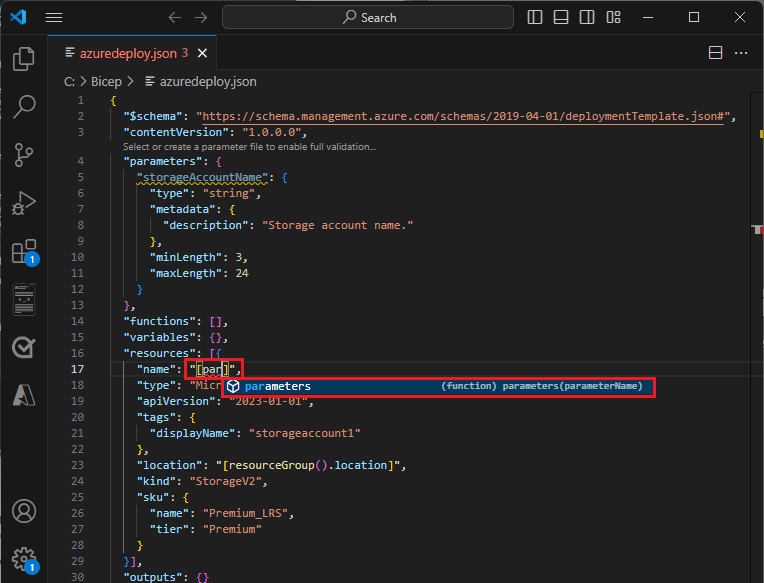 Search
azuredeploy.json 3
C: > Bicep > azuredeploy.json
1 {
2 "$schema": "https://schema.management.azure.com/schemas/2019-04-01/deploymentTemplate.json#",
3 "contentVersion": "1.0.0.0",
Select or create a parameter file to enable full validation...
4 "parameters": {
5 "storageAccountName": {
6 "type": "string",
7 "metadata": {
8 "description": "Storage account name."
9 },
10 "minLength": 3,
11 "maxLength": 24
12 }
13 },
14 "functions": [],
15 "variables": {},
16 "resources": [{
17 "name": "[par]",
18 "type": "Micr
parameters (function) parameters(parameterName)
19 "apiVersion": "2023-01-01",
20 "tags": {
21 "displayName": "storageaccount1"
22 },
23 "location": "[resourceGroup().location]",
24 "kind": "StorageV2",
25 "sku": {
26 "name": "Premium_LRS",
27 "tier": "Premium"
28 }
29 }],
30 "outputs": {}
1
1